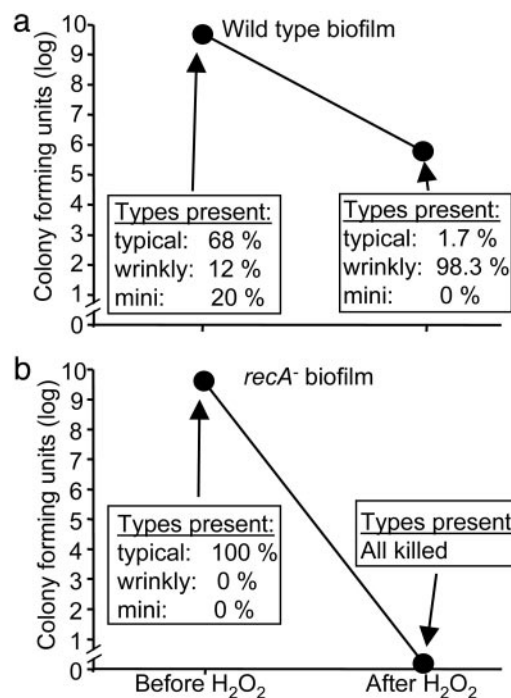 a
Colony forming units (log)
10
9
8
7
6
5
4
3
2
1
0
Wild type biofilm
Types present:
typical: 68 %
wrinkly: 12 %
mini: 20 %
Types present:
typical: 1.7 %
wrinkly: 98.3 %
mini: 0 %
b
Colony forming units (log)
10
9
8
7
6
5
4
3
2
1
0
recA- biofilm
Types present:
typical: 100 %
wrinkly: 0 %
mini: 0 %
Types present
All killed
Before H₂O₂
After H₂O₂